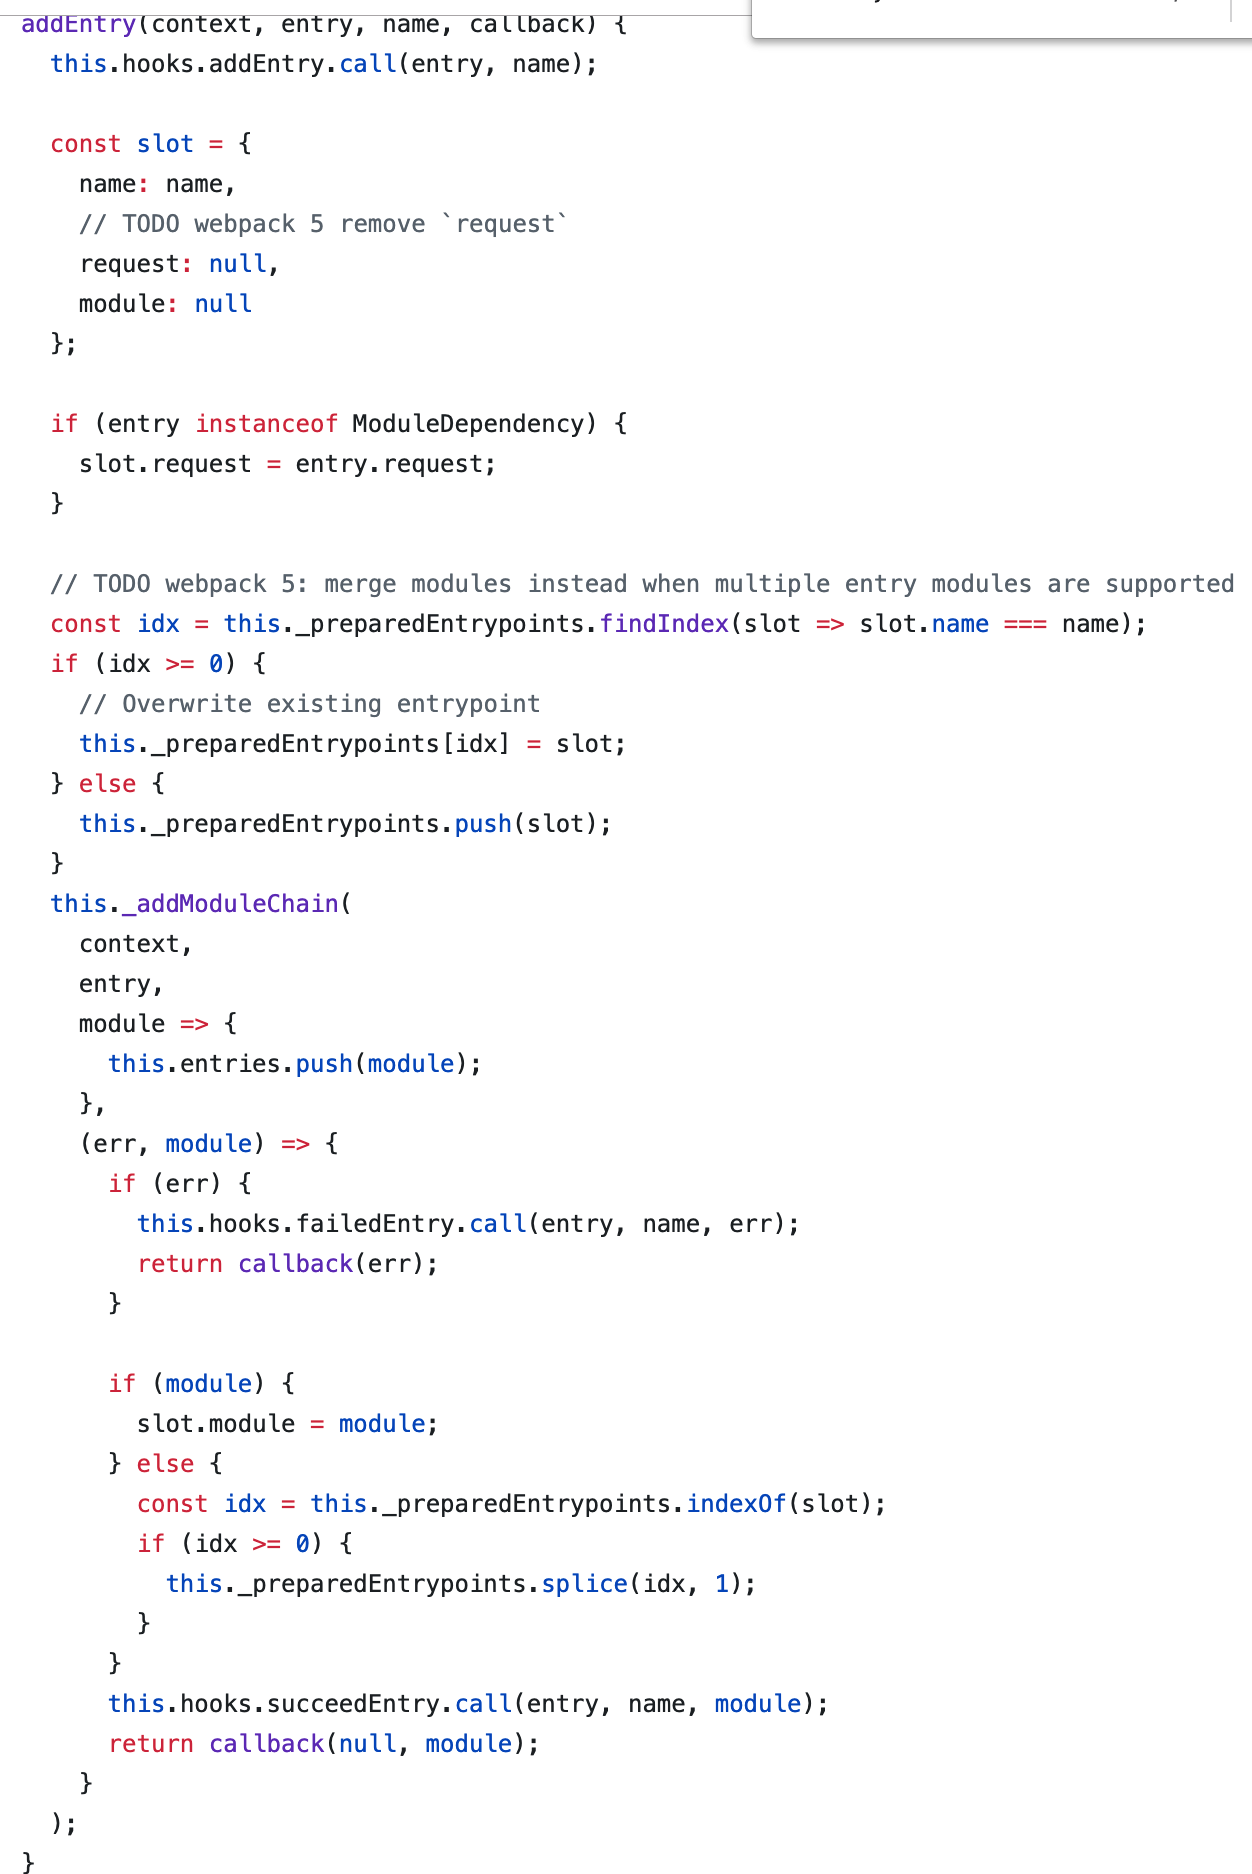 addEntry(context, entry, name, callback) {
this.hooks.addEntry.call(entry, name);
const slot = {
name: name,
// TODO webpack 5 remove `request`
request: null,
module: null
};
if (entry instanceof ModuleDependency) {
slot.request = entry.request;
}
// TODO webpack 5: merge modules instead when multiple entry modules are supported
const idx = this._preparedEntrypoints.findIndex(slot => slot.name === name);
if (idx >= 0) {
// Overwrite existing entrypoint
this._preparedEntrypoints[idx] = slot;
} else {
this._preparedEntrypoints.push(slot);
}
this._addModuleChain(
context,
entry,
module => {
this.entries.push(module);
},
(err, module) => {
if (err) {
this.hooks.failedEntry.call(entry, name, err);
return callback(err);
}
if (module) {
slot.module = module;
} else {
const idx = this._preparedEntrypoints.indexOf(slot);
if (idx >= 0) {
this._preparedEntrypoints.splice(idx, 1);
}
}
this.hooks.succeedEntry.call(entry, name, module);
return callback(null, module);
}
);
}